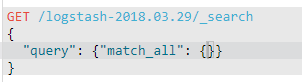 GET /logstash-2018.03.29/_search
{
  "query": {"match_all": {}}
}